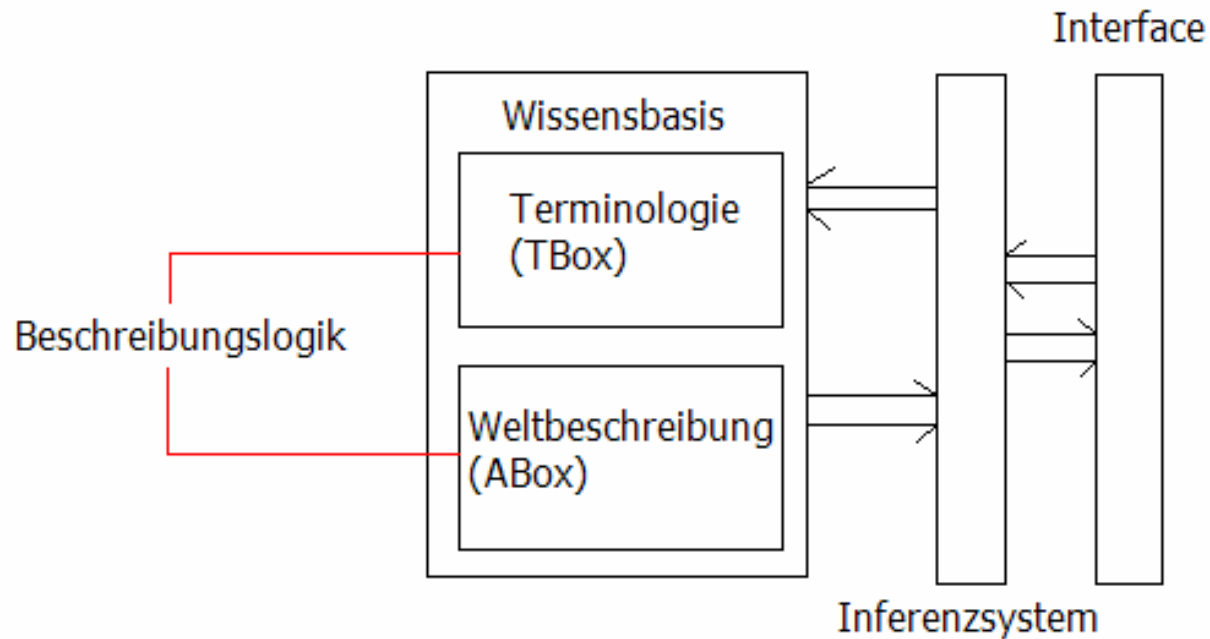 Interface
Wissensbasis
Terminologie
(TBox)
Beschreibungslogik
Weltbeschreibung
(ABox)
Inferenzsystem